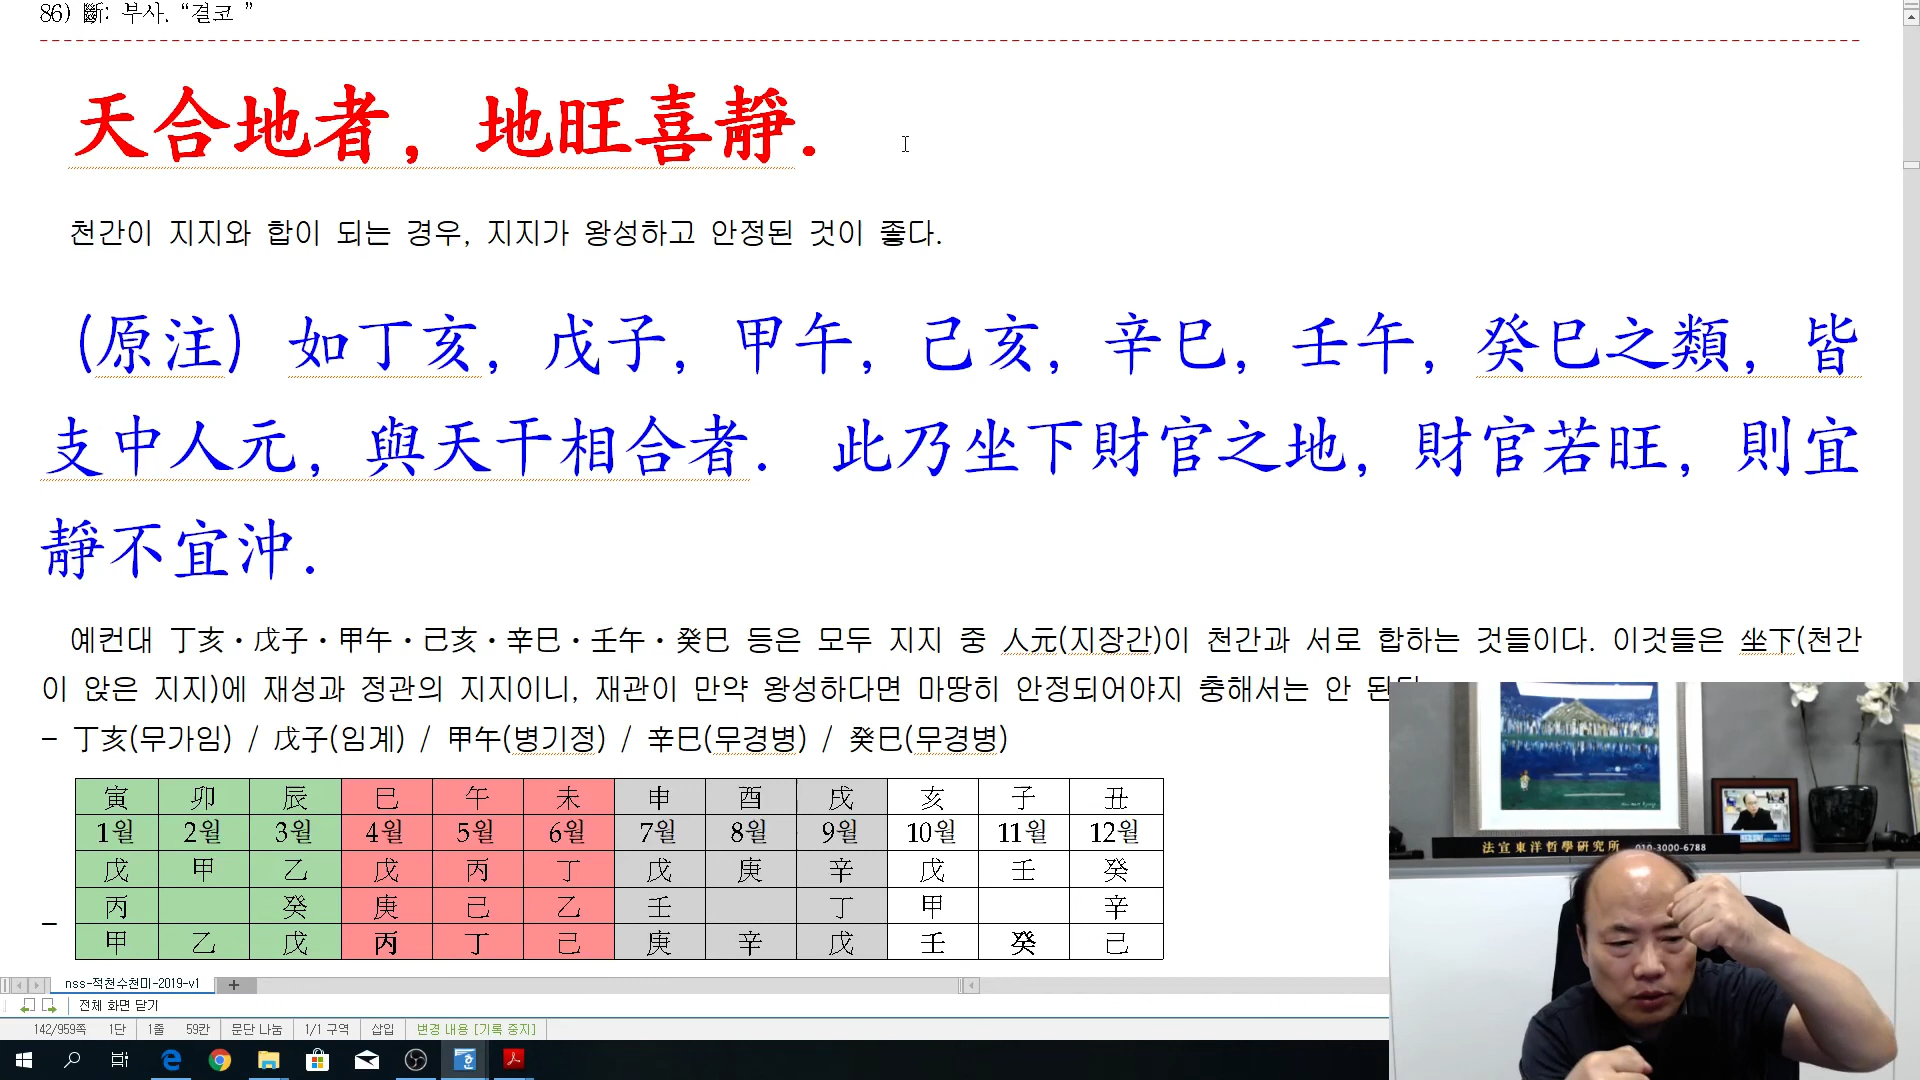 86) 斷: 부사. “결코 ”
天合地者, 地旺喜靜.
천간이 지지와 합이 되는 경우, 지지가 왕성하고 안정된 것이 좋다.
(原注) 如丁亥, 戊子, 甲午, 己亥, 辛巳, 壬午, 癸巳之類, 皆
支中人元, 與天干相合者. 此乃坐下財官之地, 財官若旺, 則宜
靜不宜沖.
예컨대 丁亥·戊子·甲午·己亥·辛巳·壬午·癸巳 등은 모두 지지 중 人元(지장간)이 천간과 서로 합하는 것들이다. 이것들은 坐下(천간
이 앉은 지지)에 재성과 정관의 지지이니, 재관이 만약 왕성하다면 마땅히 안정되어야지 충해서는 안 된다
- 丁亥(무가임) / 戊子(임계) / 甲午(병기정) / 辛巳(무경병) / 癸巳(무경병)
寅 卯 辰 巳 午 未 申 酉 戌 亥 子 丑
1월 2월 3월 4월 5월 6월 7월 8월 9월 10월 11월 12월
戊 甲 乙 戊 丙 丁 戊 庚 辛 戊 壬 癸
- 丙 癸 庚 己 乙 壬 丁 甲 辛
甲 乙 戊 丙 丁 己 庚 辛 戊 壬 癸 己
法宣東洋哲學硏究所 010-3000-6788
nss-적천수천미-2019-v1
전체 화면 닫기
142/959쪽 1단 1줄 59칸 문단 나눔 1/1 구역 삽입 변경 내용 [기록 중지]